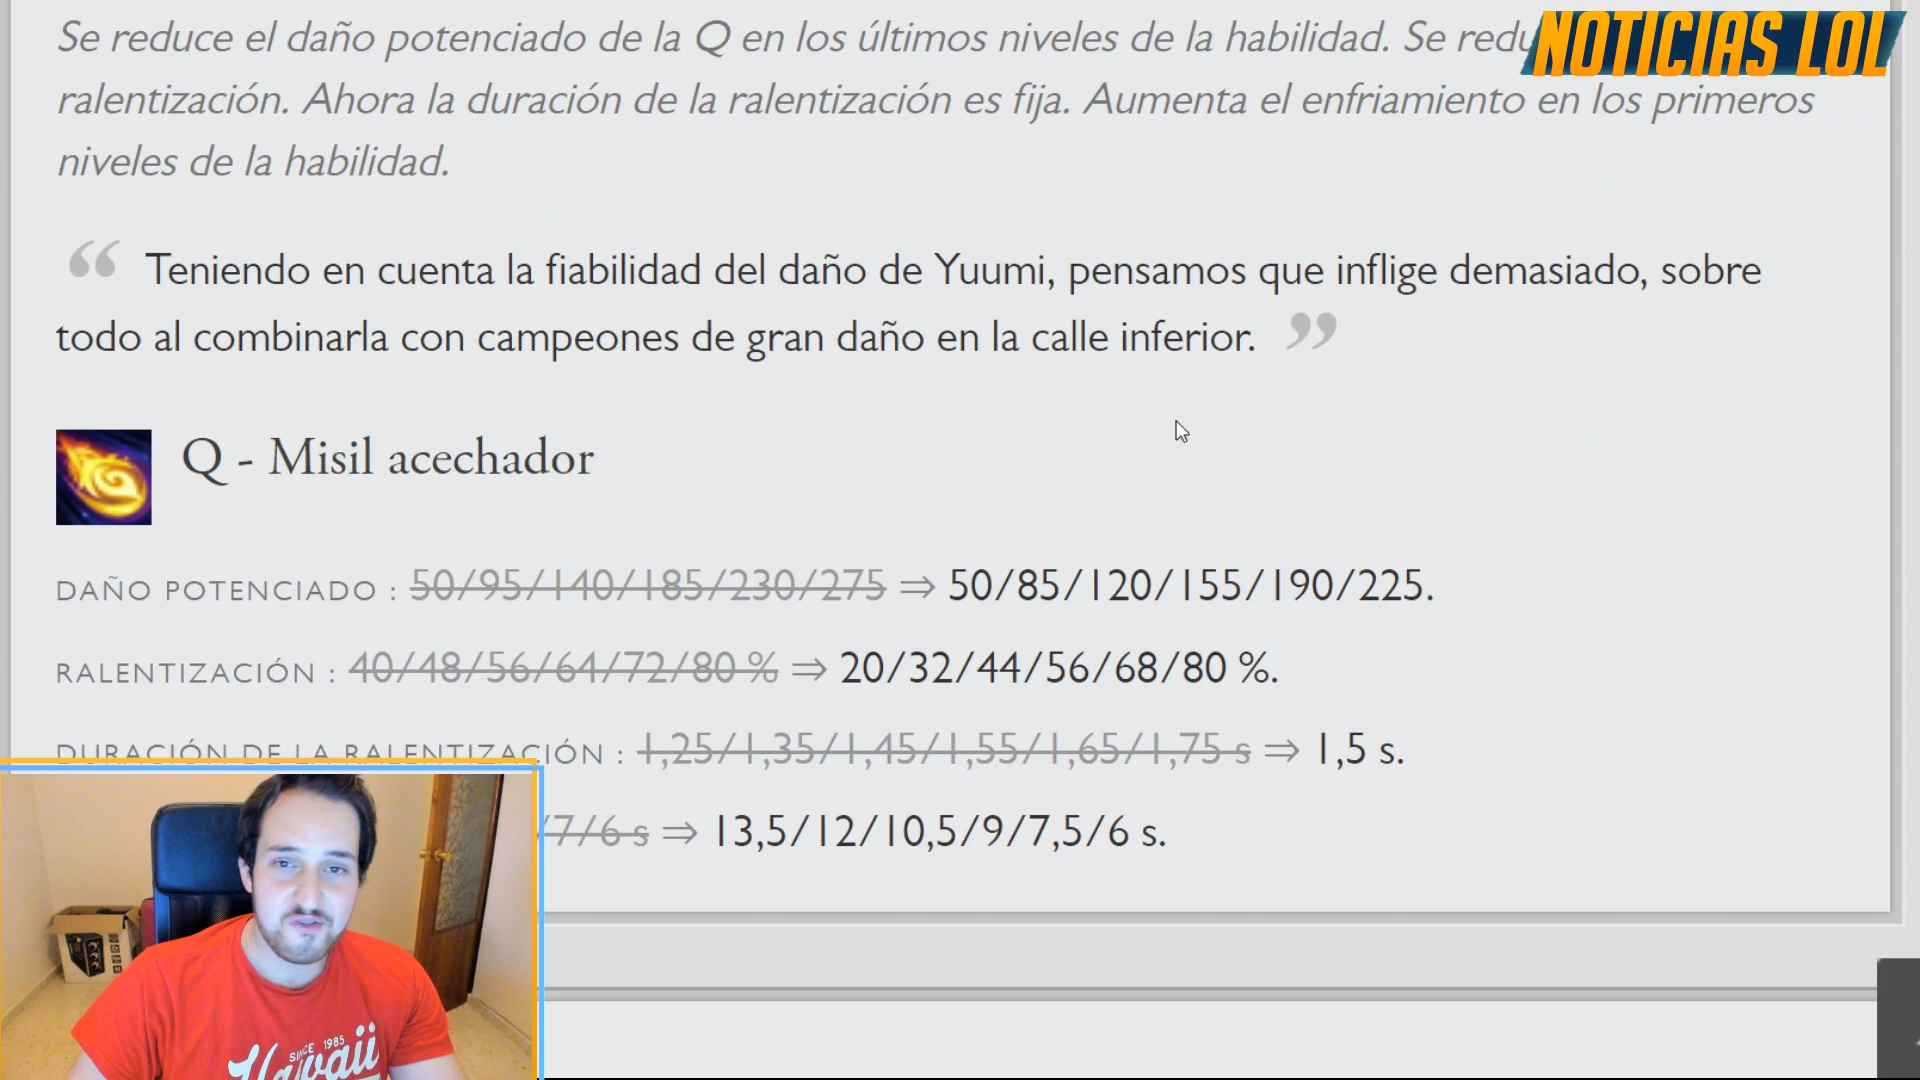 Se reduce el daño potenciado de la Q en los últimos niveles de la habilidad. Se
NOTICIAS LOL
ralentización. Ahora la duración de la ralentización es fija. Aumenta el enfriamiento en los primeros
niveles de la habilidad.
“ Teniendo en cuenta la fiabilidad del daño de Yuumi, pensamos que inflige demasiado, sobre
todo al combinarla con campeones de gran daño en la calle inferior. ”
Q - Misil acechador
DAÑO POTENCIADO : 50/95/140/185/230/275 ⇒ 50/85/120/155/190/225.
RALENTIZACIÓN : 40/48/56/64/72/80 % ⇒ 20/32/44/56/68/80 %.
DURACIÓN DE LA RALENTIZACIÓN : 1,25/1,35/1,45/1,55/1,65/1,75 s ⇒ 1,5 s.
/7/6 s ⇒ 13,5/12/10,5/9/7,5/6 s.
SINCE 1985
Hawaii